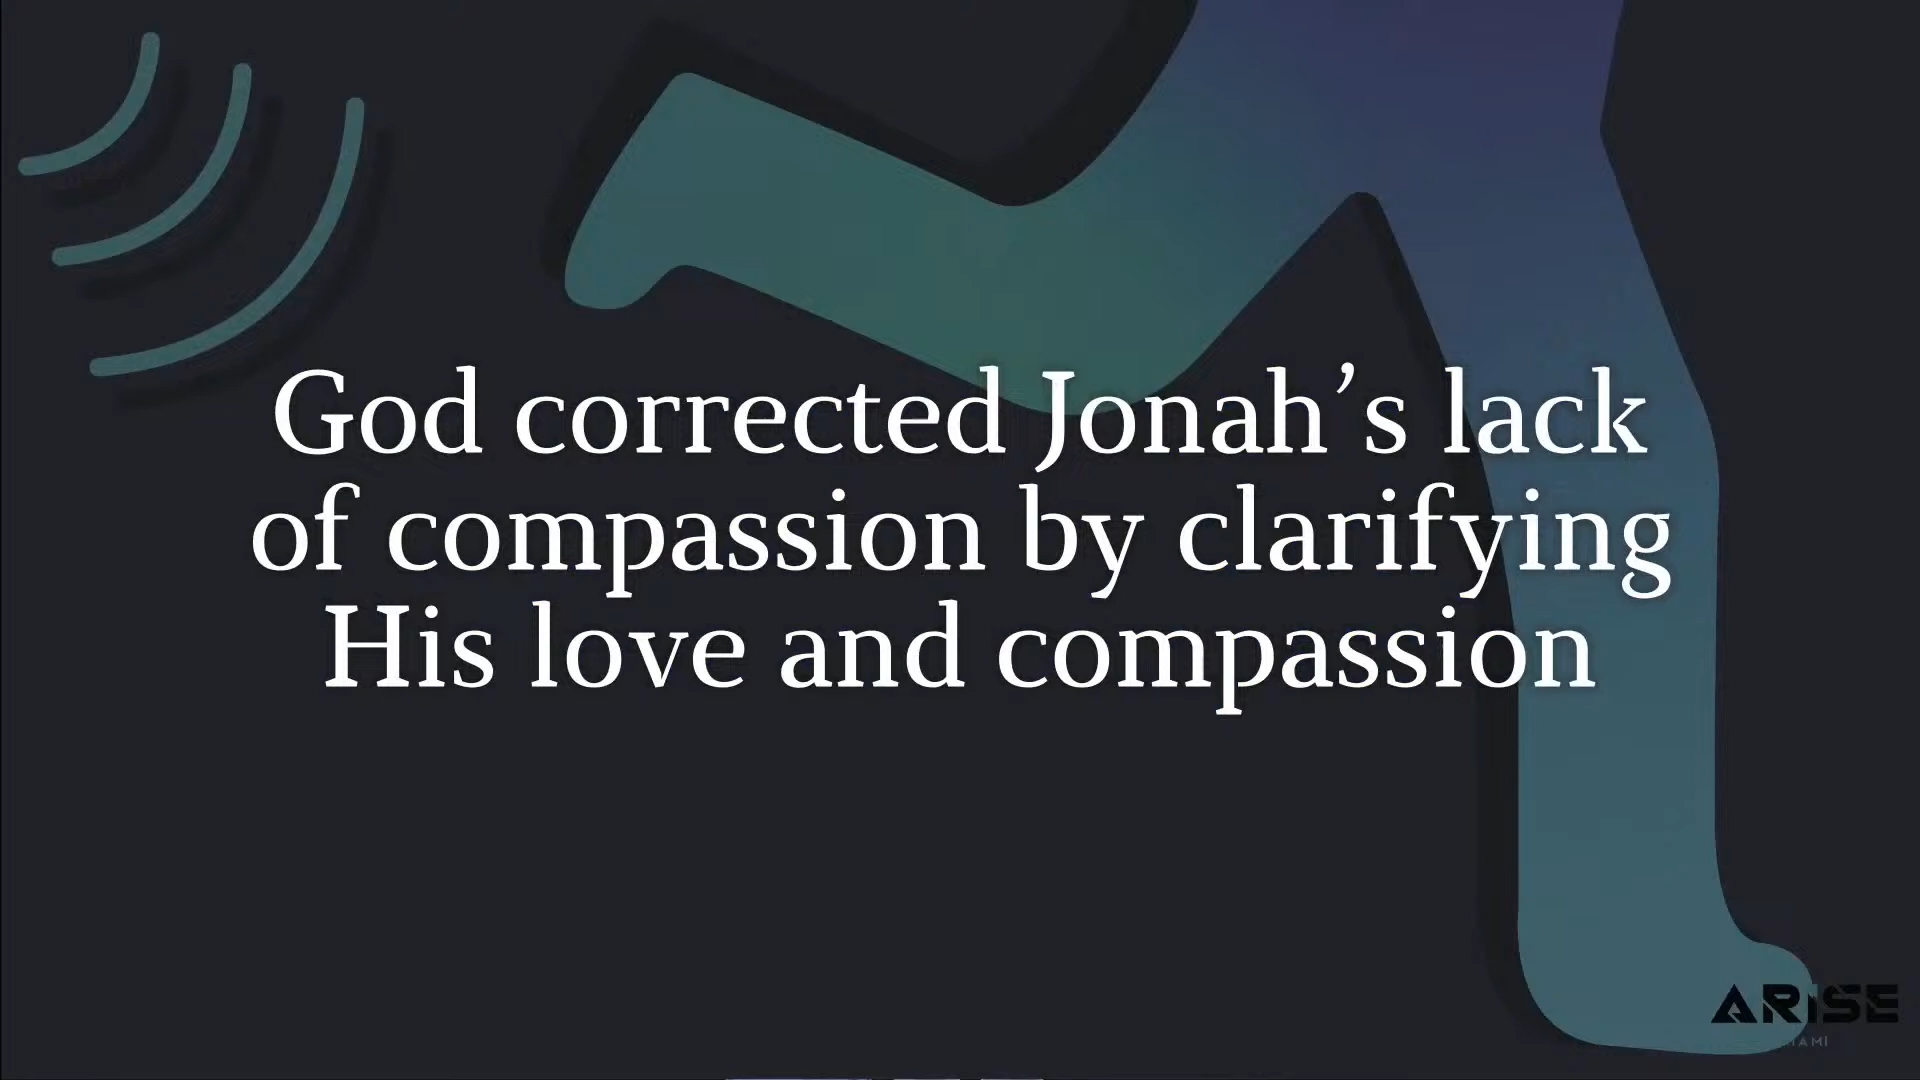 God corrected Jonah’s lack
of compassion by clarifying
His love and compassion
ARISE